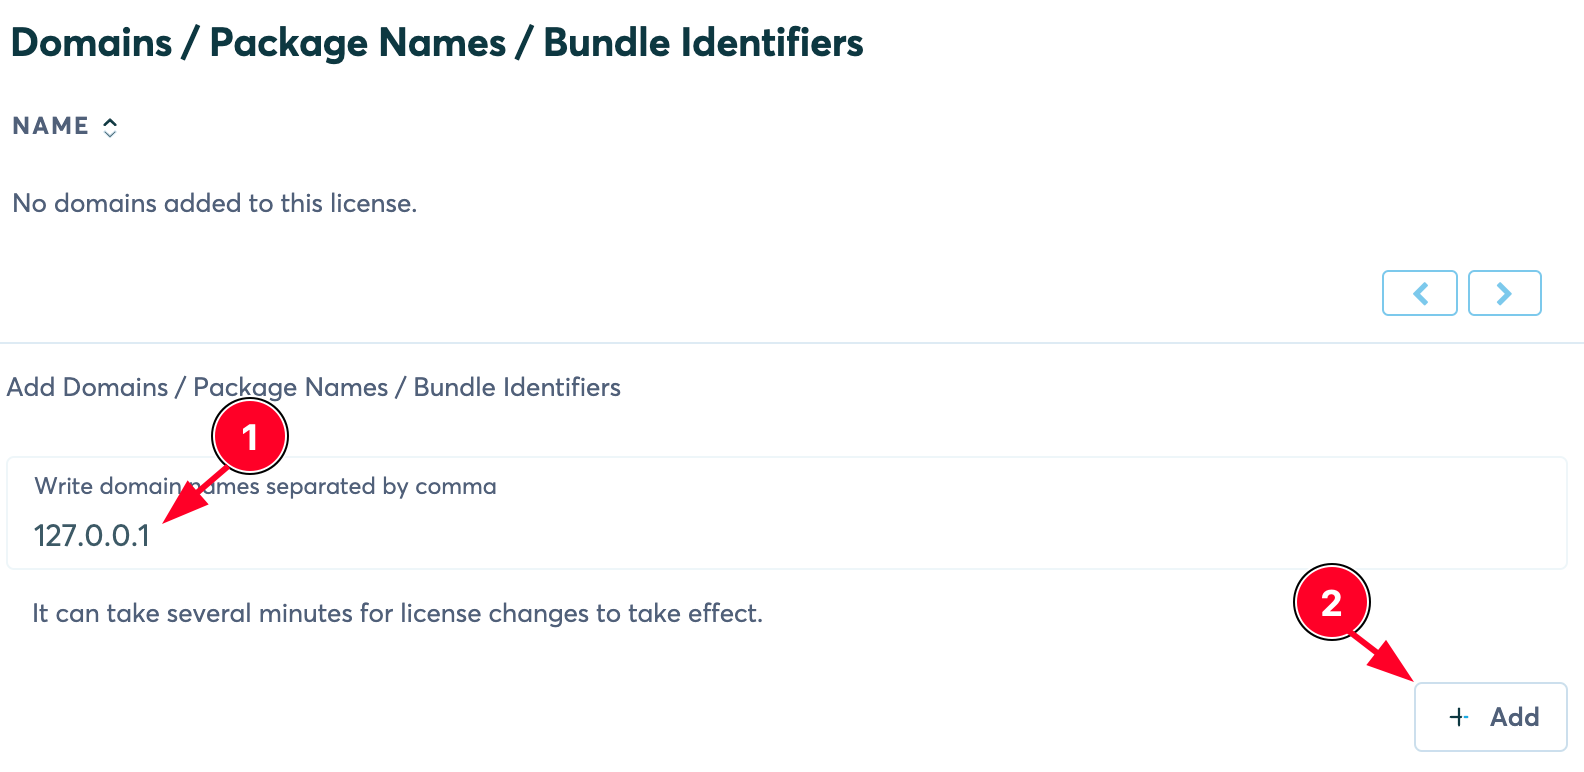 Domains / Package Names / Bundle Identifiers
NAME
No domains added to this license.
Add Domains / Package Names / Bundle Identifiers
1
Write domain names separated by comma
127.0.0.1
It can take several minutes for license changes to take effect.
2
Add